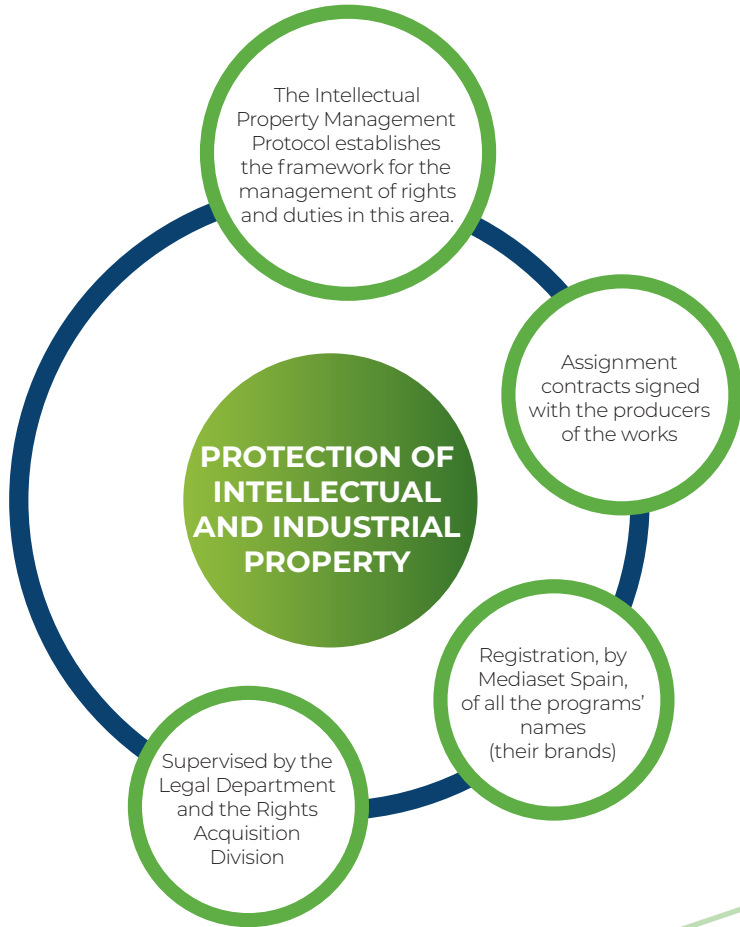 The Intellectual
Property Management
Protocol establishes
the framework for the
management of rights
and duties in this area.
Assignment
contracts signed
with the producers
of the works
PROTECTION OF
INTELLECTUAL
AND INDUSTRIAL
PROPERTY
Registration, by
Mediaset Spain,
of all the programs’
names
(their brands)
Supervised by the
Legal Department
and the Rights
Acquisition
Division